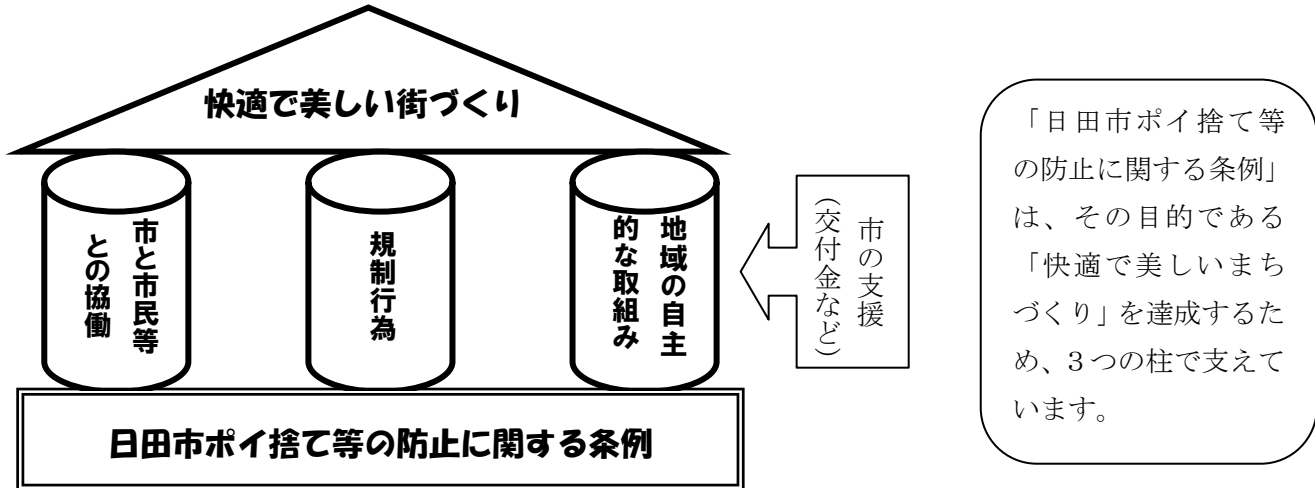 快適で美しい街づくり
市と市民等
との協働
規制行為
地域の自主
的な取組み
市の支援
（交付金など）
日田市ポイ捨て等の防止に関する条例
「日田市ポイ捨て等
の防止に関する条例」
は、その目的である
「快適で美しいまち
づくり」を達成するた
め、3つの柱で支えて
います。